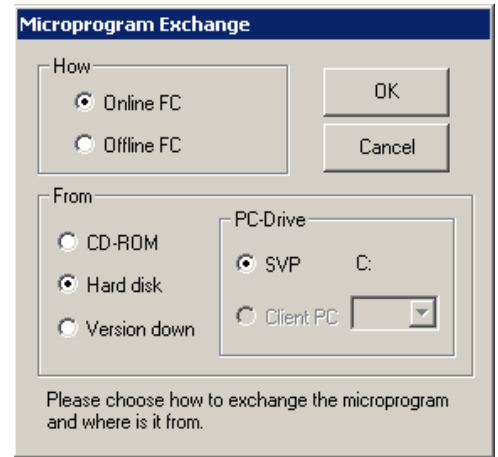 Microprogram Exchange
How
Online FC
Offline FC
OK
Cancel
From
CD-ROM
Hard disk
Version down
PC-Drive
SVP C:
Client PC
Please choose how to exchange the microprogram
and where is it from.